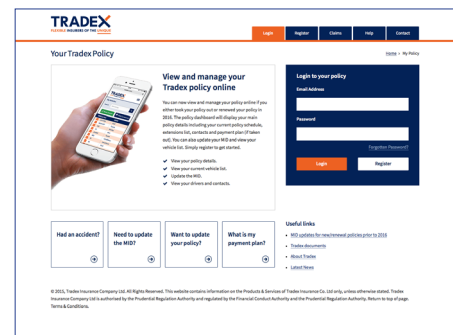 TRADEX
FLEXIBLE INSURERS OF THE UNIQUE
Login
Register
Claims
Help
Contact
Your Tradex Policy
Home > My Policy
TRADEX
View and manage your
Tradex policy online
You can now view and manage your policy online if you
either took your policy out or renewed your policy in
2016. The policy dashboard will display your main
policy details including your current policy schedule,
extensions list, contacts and payment plan (if taken
out). You can also update your MID and view your
vehicle list. Simply register to get started.
View your policy details.
View your current vehicle list.
Update the MID.
View your drivers and contacts.
Login to your policy
Email Address
Password
Forgotten Password?
Login
Register
Had an accident?
Need to update
the MID?
Want to update
your policy?
What is my
payment plan?
Useful links
MID updates for new/renewal policies prior to 2016
Tradex documents
About Tradex
Latest News
© 2015, Tradex Insurance Company Ltd. All Rights Reserved. This website contains information on the Products & Services of Tradex Insurance Co. Ltd only, unless otherwise stated. Tradex
Insurance Company Ltd is authorised by the Prudential Regulation Authority and regulated by the Financial Conduct Authority and the Prudential Regulation Authority. Return to top of page.
Terms & Conditions.